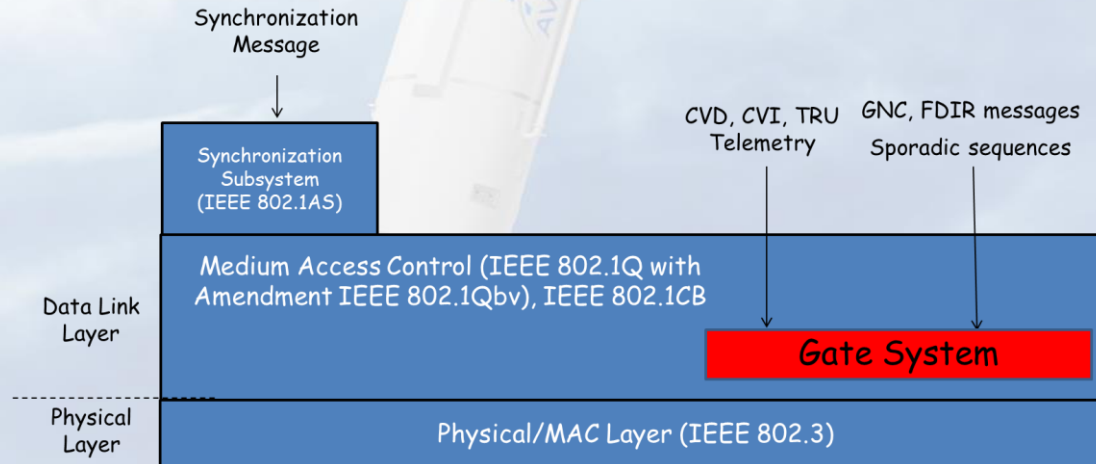 Synchronization
Message
CVD, CVI, TRU
Telemetry
GNC, FDIR messages
Sporadic sequences
Synchronization
Subsystem
(IEEE 802.1AS)
Medium Access Control (IEEE 802.1Q with
Amendment IEEE 802.1Qbv), IEEE 802.1CB
Data Link
Layer
Gate System
Physical
Layer
Physical/MAC Layer (IEEE 802.3)